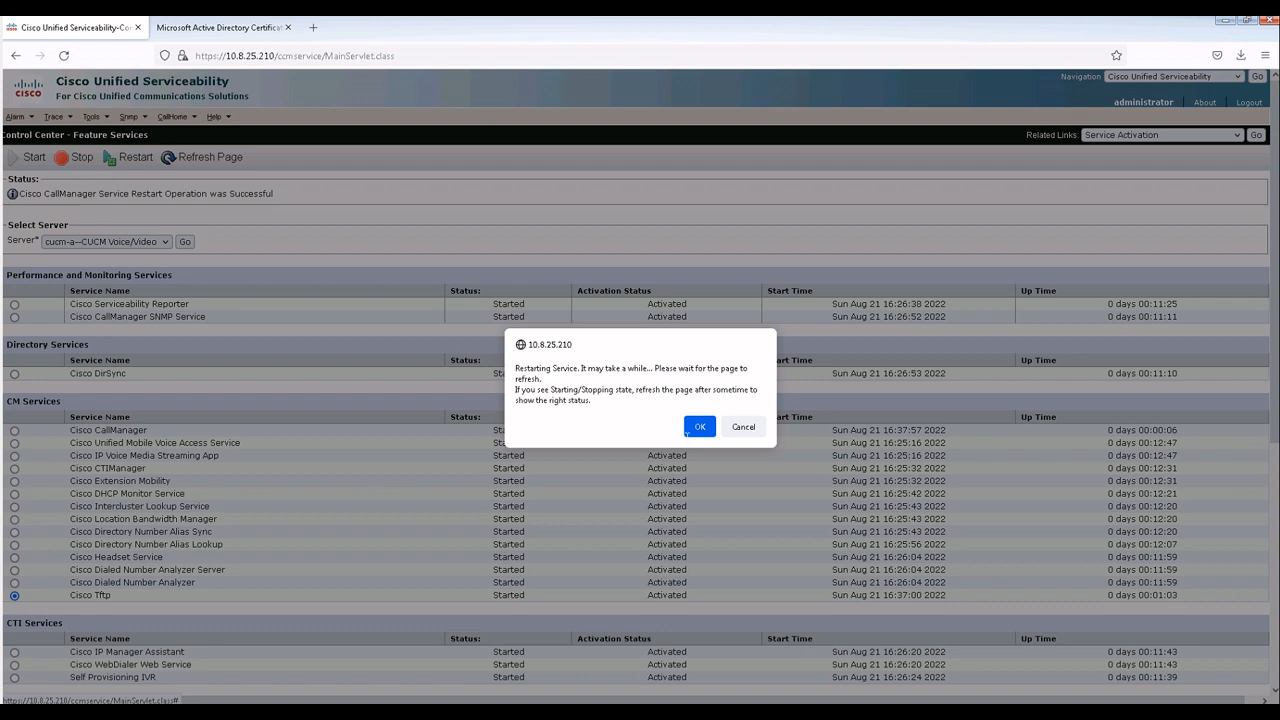 Cisco Unified Serviceability-Co
Microsoft Active Directory Certificat
https://10.8.25.210/ccmservice/MainServlet.class
Cisco Unified Serviceability
For Cisco Unified Communications Solutions
CISCO
Navigation Cisco Unified Serviceability Go
administrator About Logout
Alarm Trace Tools Snmp CallHome Help
Control Center - Feature Services
Related Links: Service Activation Go
Start Stop Restart Refresh Page
Status:
Cisco CallManager Service Restart Operation was Successful
Select Server
Server* cucm-a--CUCM Voice/Video Go
Performance and Monitoring Services
Service Name Status: Activation Status Start Time Up Time
Cisco Serviceability Reporter Started Activated Sun Aug 21 16:26:38 2022 0 days 00:11:25
Cisco CallManager SNMP Service Started Activated Sun Aug 21 16:26:52 2022 0 days 00:11:11
Directory Services
Service Name Status: Start Time Up Time
Cisco DirSync Sta 16:26:53 2022 0 days 00:11:10
10.8.25.210
Restarting Service. It may take a while... Please wait for the page to
refresh.
If you see Starting/Stopping state, refresh the page after sometime to
show the right status.
OK Cancel
CM Services
Service Name Status: Start Time Up Time
Cisco CallManager Sta 16:37:57 2022 0 days 00:00:06
Cisco Unified Mobile Voice Access Service Sta 16:25:16 2022 0 days 00:12:47
Cisco IP Voice Media Streaming App Started Activated Sun Aug 21 16:25:16 2022 0 days 00:12:47
Cisco CTIManager Started Activated Sun Aug 21 16:25:32 2022 0 days 00:12:31
Cisco Extension Mobility Started Activated Sun Aug 21 16:25:32 2022 0 days 00:12:31
Cisco DHCP Monitor Service Started Activated Sun Aug 21 16:25:42 2022 0 days 00:12:21
Cisco Intercluster Lookup Service Started Activated Sun Aug 21 16:25:43 2022 0 days 00:12:20
Cisco Location Bandwidth Manager Started Activated Sun Aug 21 16:25:43 2022 0 days 00:12:20
Cisco Directory Number Alias Sync Started Activated Sun Aug 21 16:25:43 2022 0 days 00:12:20
Cisco Directory Number Alias Lookup Started Activated Sun Aug 21 16:25:56 2022 0 days 00:12:07
Cisco Headset Service Started Activated Sun Aug 21 16:26:04 2022 0 days 00:11:59
Cisco Dialed Number Analyzer Server Started Activated Sun Aug 21 16:26:04 2022 0 days 00:11:59
Cisco Dialed Number Analyzer Started Activated Sun Aug 21 16:26:04 2022 0 days 00:11:59
Cisco Tftp Started Activated Sun Aug 21 16:37:00 2022 0 days 00:01:03
CTI Services
Service Name Status: Activation Status Start Time Up Time
Cisco IP Manager Assistant Started Activated Sun Aug 21 16:26:20 2022 0 days 00:11:43
Cisco WebDialer Web Service Started Activated Sun Aug 21 16:26:20 2022 0 days 00:11:43
Self Provisioning IVR Started Activated Sun Aug 21 16:26:24 2022 0 days 00:11:39
https://10.8.25.210/ccmservice/MainServlet.class#